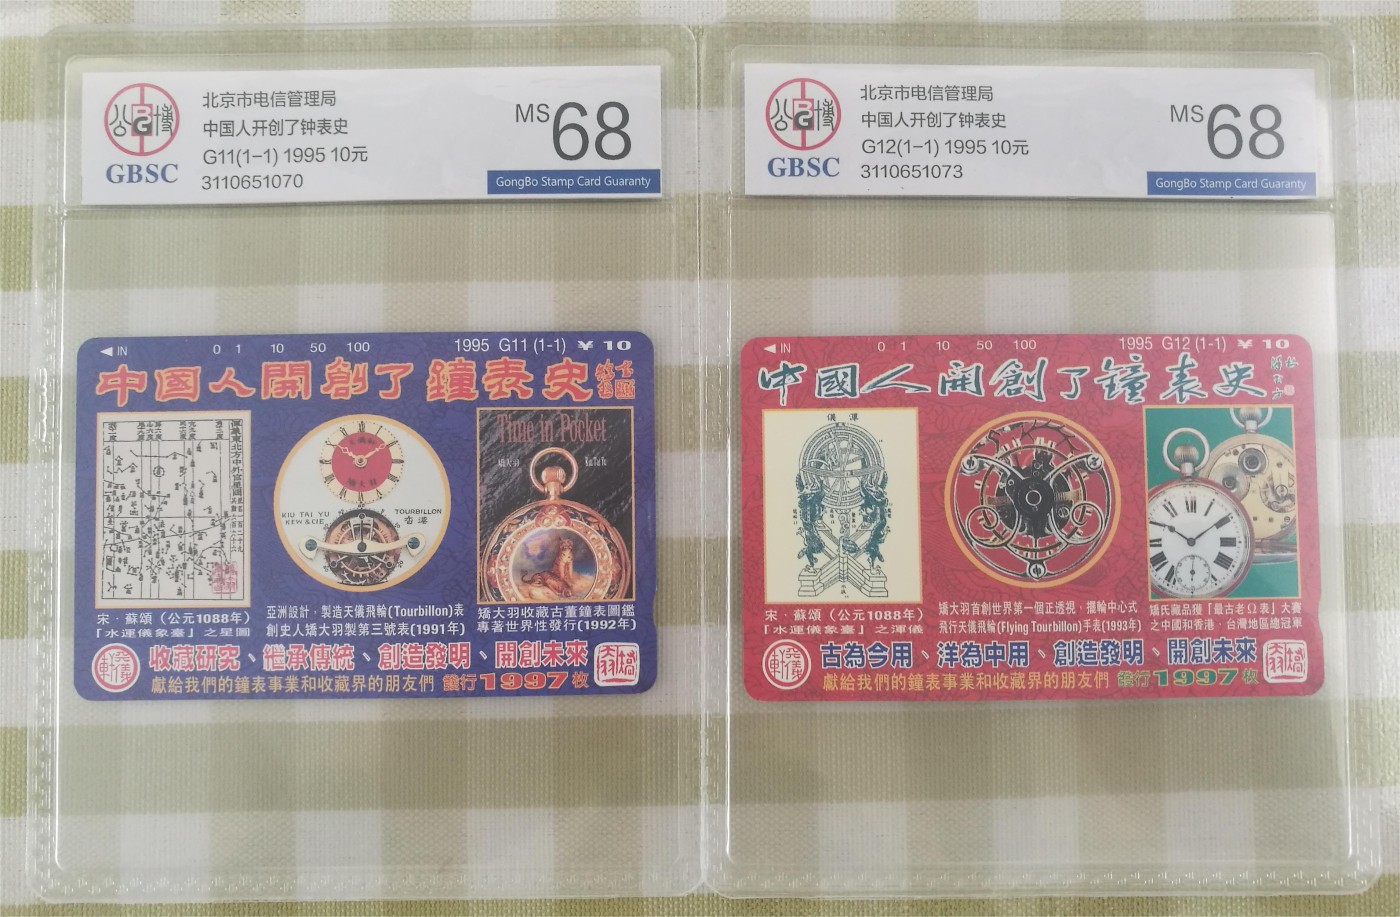 公 BG 博
GBSC
北京市电信管理局
中国人开创了钟表史
G11(1-1) 1995 10元
3110651070
MS 68
GongBo Stamp Card Guaranty
◀ IN 0 1 10 50 100 1995 G11 (1-1) ¥ 10
中國人開創了鐘表史
Time in Pocket
矯大羽 Kiu Tai Yu
KIU TAI YU
KEW & CIE
TOURBILLON
香港
宋·蘇頌（公元1088年）
「水運儀象臺」之星圖
亞洲設計·製造天儀飛輪(Tourbillon)表
創史人矯大羽製第三號表(1991年)
矯大羽收藏古董鐘表圖鑑
專著世界性發行(1992年)
收藏研究、繼承傳統、創造發明、開創未來
獻給我們的鐘表事業和收藏界的朋友們 發行1997枚
公 BG 博
GBSC
北京市电信管理局
中国人开创了钟表史
G12(1-1) 1995 10元
3110651073
MS 68
GongBo Stamp Card Guaranty
◀ IN 0 1 10 50 100 1995 G12 (1-1) ¥ 10
中國人開創了鐘表史
渾儀
宋·蘇頌（公元1088年）
「水運儀象臺」之渾儀
矯大羽首創世界第一個正透視·擺輪中心式
飛行天儀飛輪(Flying Tourbillon)手表(1993年)
矯氏藏品獲「最古老Ω表」大賽
之中國和香港·台灣地區總冠軍
古為今用、洋為中用、創造發明、開創未來
獻給我們的鐘表事業和收藏界的朋友們 發行1997枚